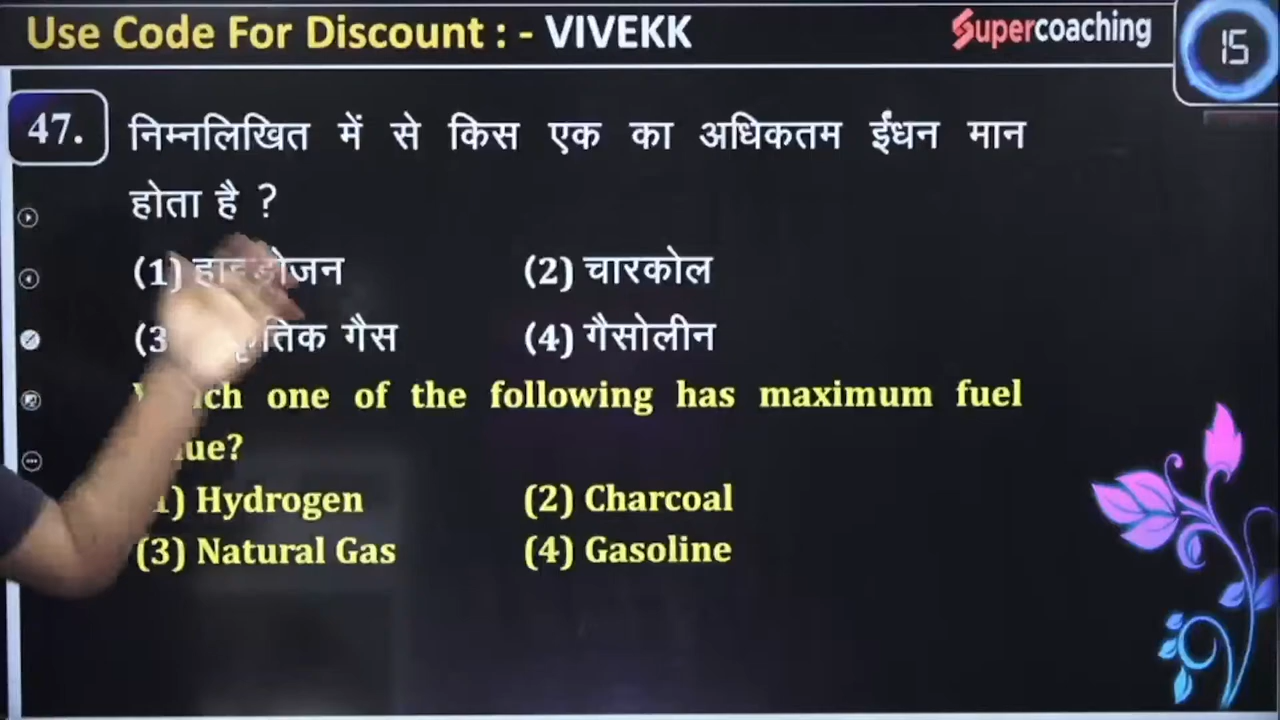 Use Code For Discount : - VIVEKK
Supercoaching
15
47. निम्नलिखित में से किस एक का अधिकतम ईंधन मान
होता है ?
(1) (2) चारकोल
(3 गैस (4) गैसोलीन
one of the following has maximum fuel
(1) Hydrogen (2) Charcoal
(3) Natural Gas (4) Gasoline